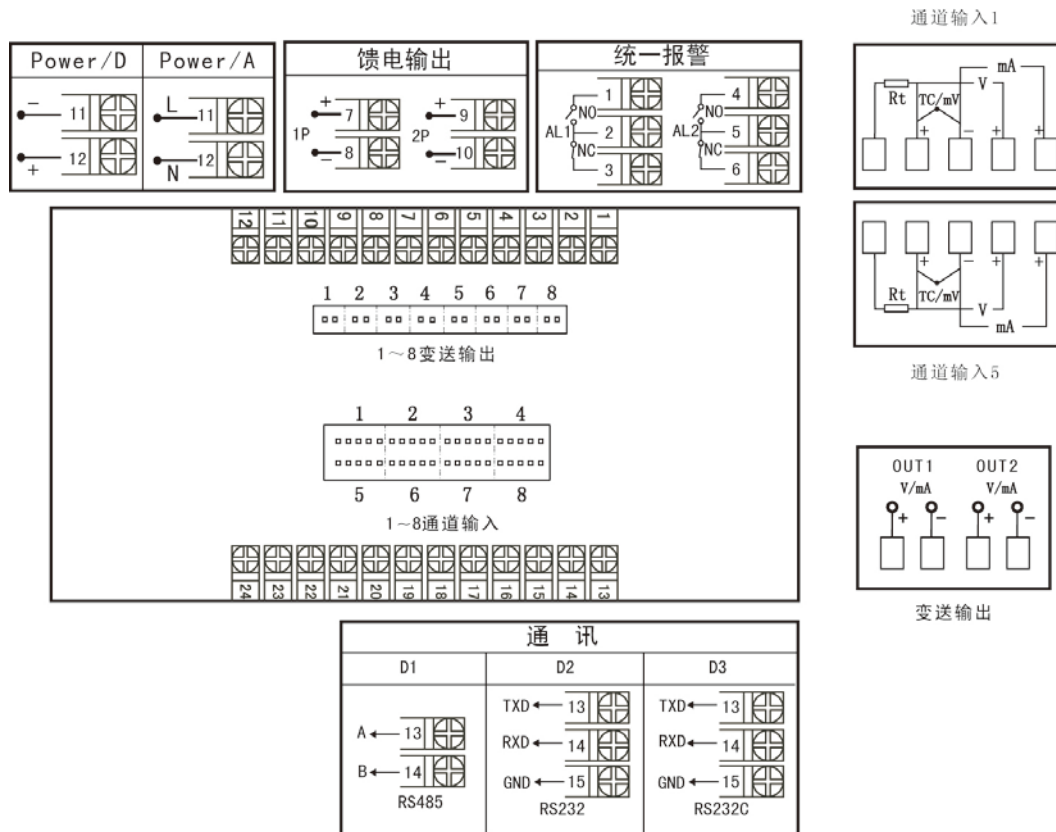 通道输入1
Power/D Power/A
- 11 L 11
+ 12 N 12
馈电输出
+ 7 + 9
1P 2P
- 8 - 10
统一报警
1 4
NO NO
AL1 2 AL2 5
NC NC
3 6
mA
V
Rt TC/mV
+ - + +
12 11 10 9 8 7 6 5 4 3 2 1
1 2 3 4 5 6 7 8
1～8变送输出
1 2 3 4
5 6 7 8
1～8通道输入
24 23 22 21 20 19 18 17 16 15 14 13
+ - + +
Rt TC/mV
V
mA
通道输入5
OUT1 OUT2
V/mA V/mA
+ - + -
变送输出
通 讯
D1 D2 D3
A 13
B 14
RS485
TXD 13
RXD 14
GND 15
RS232
TXD 13
RXD 14
GND 15
RS232C